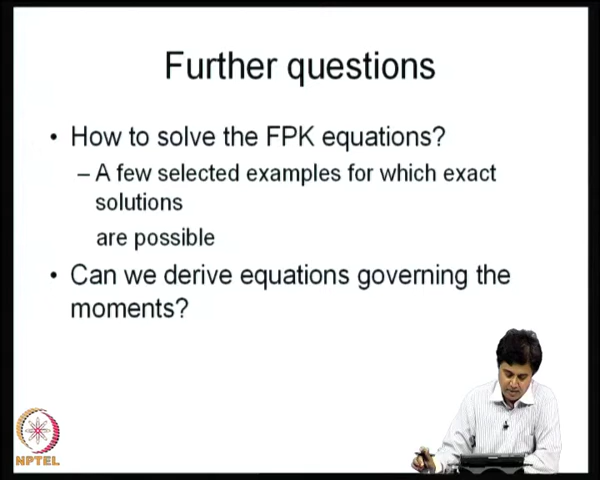 Further questions
• How to solve the FPK equations?
– A few selected examples for which exact
solutions
are possible
• Can we derive equations governing the
moments?
NPTEL